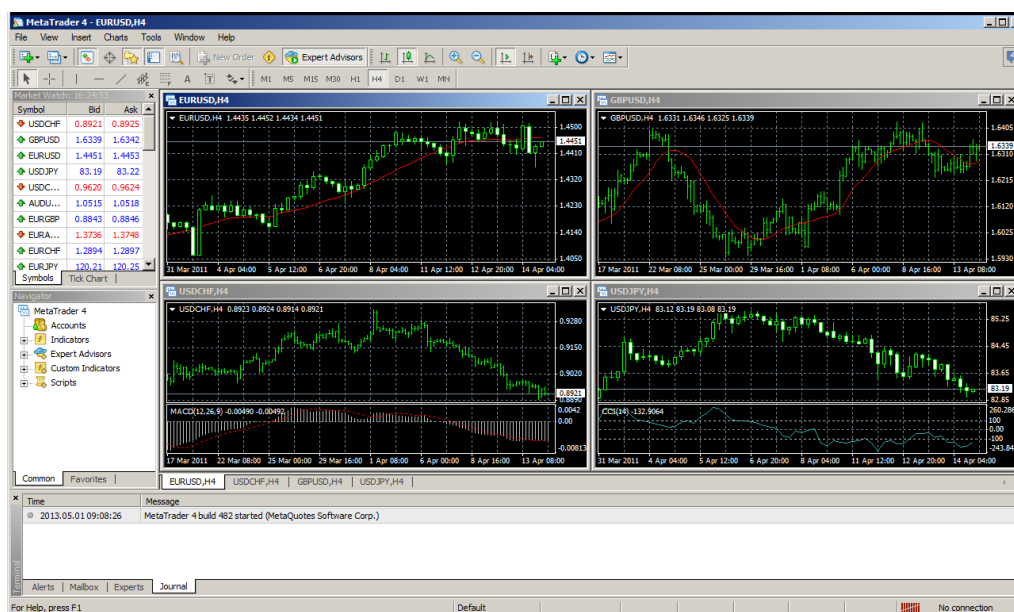 MetaTrader 4 - EURUSD,H4
File View Insert Charts Tools Window Help
New Order Expert Advisors
A T M1 M5 M15 M30 H1 H4 D1 W1 MN
Market Watch: 16:24:53
Symbol Bid Ask
USDCHF 0.8921 0.8925
GBPUSD 1.6339 1.6342
EURUSD 1.4451 1.4453
USDJPY 83.19 83.22
USDC... 0.9620 0.9624
AUDU... 1.0515 1.0518
EURGBP 0.8843 0.8846
EURA... 1.3736 1.3748
EURCHF 1.2894 1.2897
EURJPY 120.21 120.25
Symbols Tick Chart
Navigator
MetaTrader 4
Accounts
Indicators
Expert Advisors
Custom Indicators
Scripts
Common Favorites
EURUSD,H4
EURUSD,H4 1.4435 1.4452 1.4434 1.4451
1.4500
1.4451
1.4410
1.4320
1.4230
1.4140
1.4050
31 Mar 2011 4 Apr 04:00 5 Apr 12:00 6 Apr 20:00 8 Apr 04:00 11 Apr 12:00 12 Apr 20:00 14 Apr 04:00
GBPUSD,H4
GBPUSD,H4 1.6331 1.6346 1.6325 1.6339
1.6405
1.6339
1.6310
1.6215
1.6120
1.6025
1.5930
17 Mar 2011 22 Mar 08:00 25 Mar 00:00 29 Mar 16:00 1 Apr 08:00 6 Apr 00:00 8 Apr 16:00 13 Apr 08:00
USDCHF,H4
USDCHF,H4 0.8923 0.8924 0.8914 0.8921
0.9280
0.9150
0.9020
0.8921
0.8890
MACD(12,26,9) -0.00490 -0.00492
0.0042
0.00
-0.00813
17 Mar 2011 22 Mar 08:00 25 Mar 00:00 29 Mar 16:00 1 Apr 08:00 6 Apr 00:00 8 Apr 16:00 13 Apr 08:00
USDJPY,H4
USDJPY,H4 83.12 83.19 83.08 83.19
85.25
84.45
83.65
83.19
82.85
CCI(14) -132.9064
260.286
100
0.00
-100
-243.84
31 Mar 2011 4 Apr 04:00 5 Apr 12:00 6 Apr 20:00 8 Apr 04:00 11 Apr 12:00 12 Apr 20:00 14 Apr 04:00
EURUSD,H4 USDCHF,H4 GBPUSD,H4 USDJPY,H4
Time Message
2013.05.01 09:08:26 MetaTrader 4 build 482 started (MetaQuotes Software Corp.)
Terminal
Alerts Mailbox Experts Journal
For Help, press F1 Default No connection